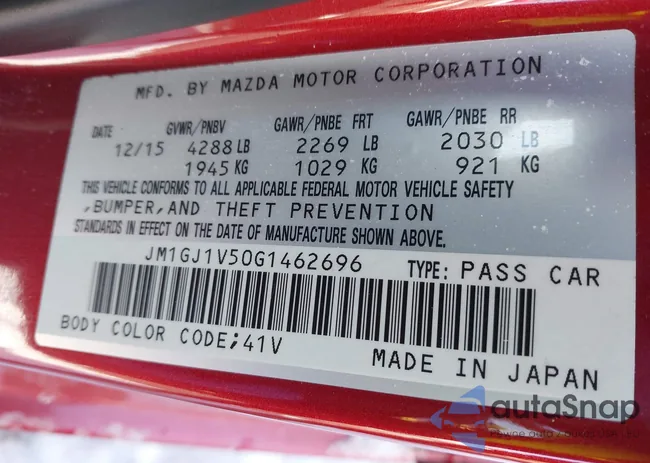 MFD. BY MAZDA MOTOR CORPORATION
DATE GVWR/PNBV GAWR/PNBE FRT GAWR/PNBE RR
12/15 4288 LB 2269 LB 2030 LB
1945 KG 1029 KG 921 KG
THIS VEHICLE CONFORMS TO ALL APPLICABLE FEDERAL MOTOR VEHICLE SAFETY
,BUMPER,AND THEFT PREVENTION
STANDARDS IN EFFECT ON THE DATE OF MANUFACTURE SHOWN ABOVE.
JM1GJ1V50G1462696 TYPE: PASS CAR
BODY COLOR CODE;41V
MADE IN JAPAN
autaSnap